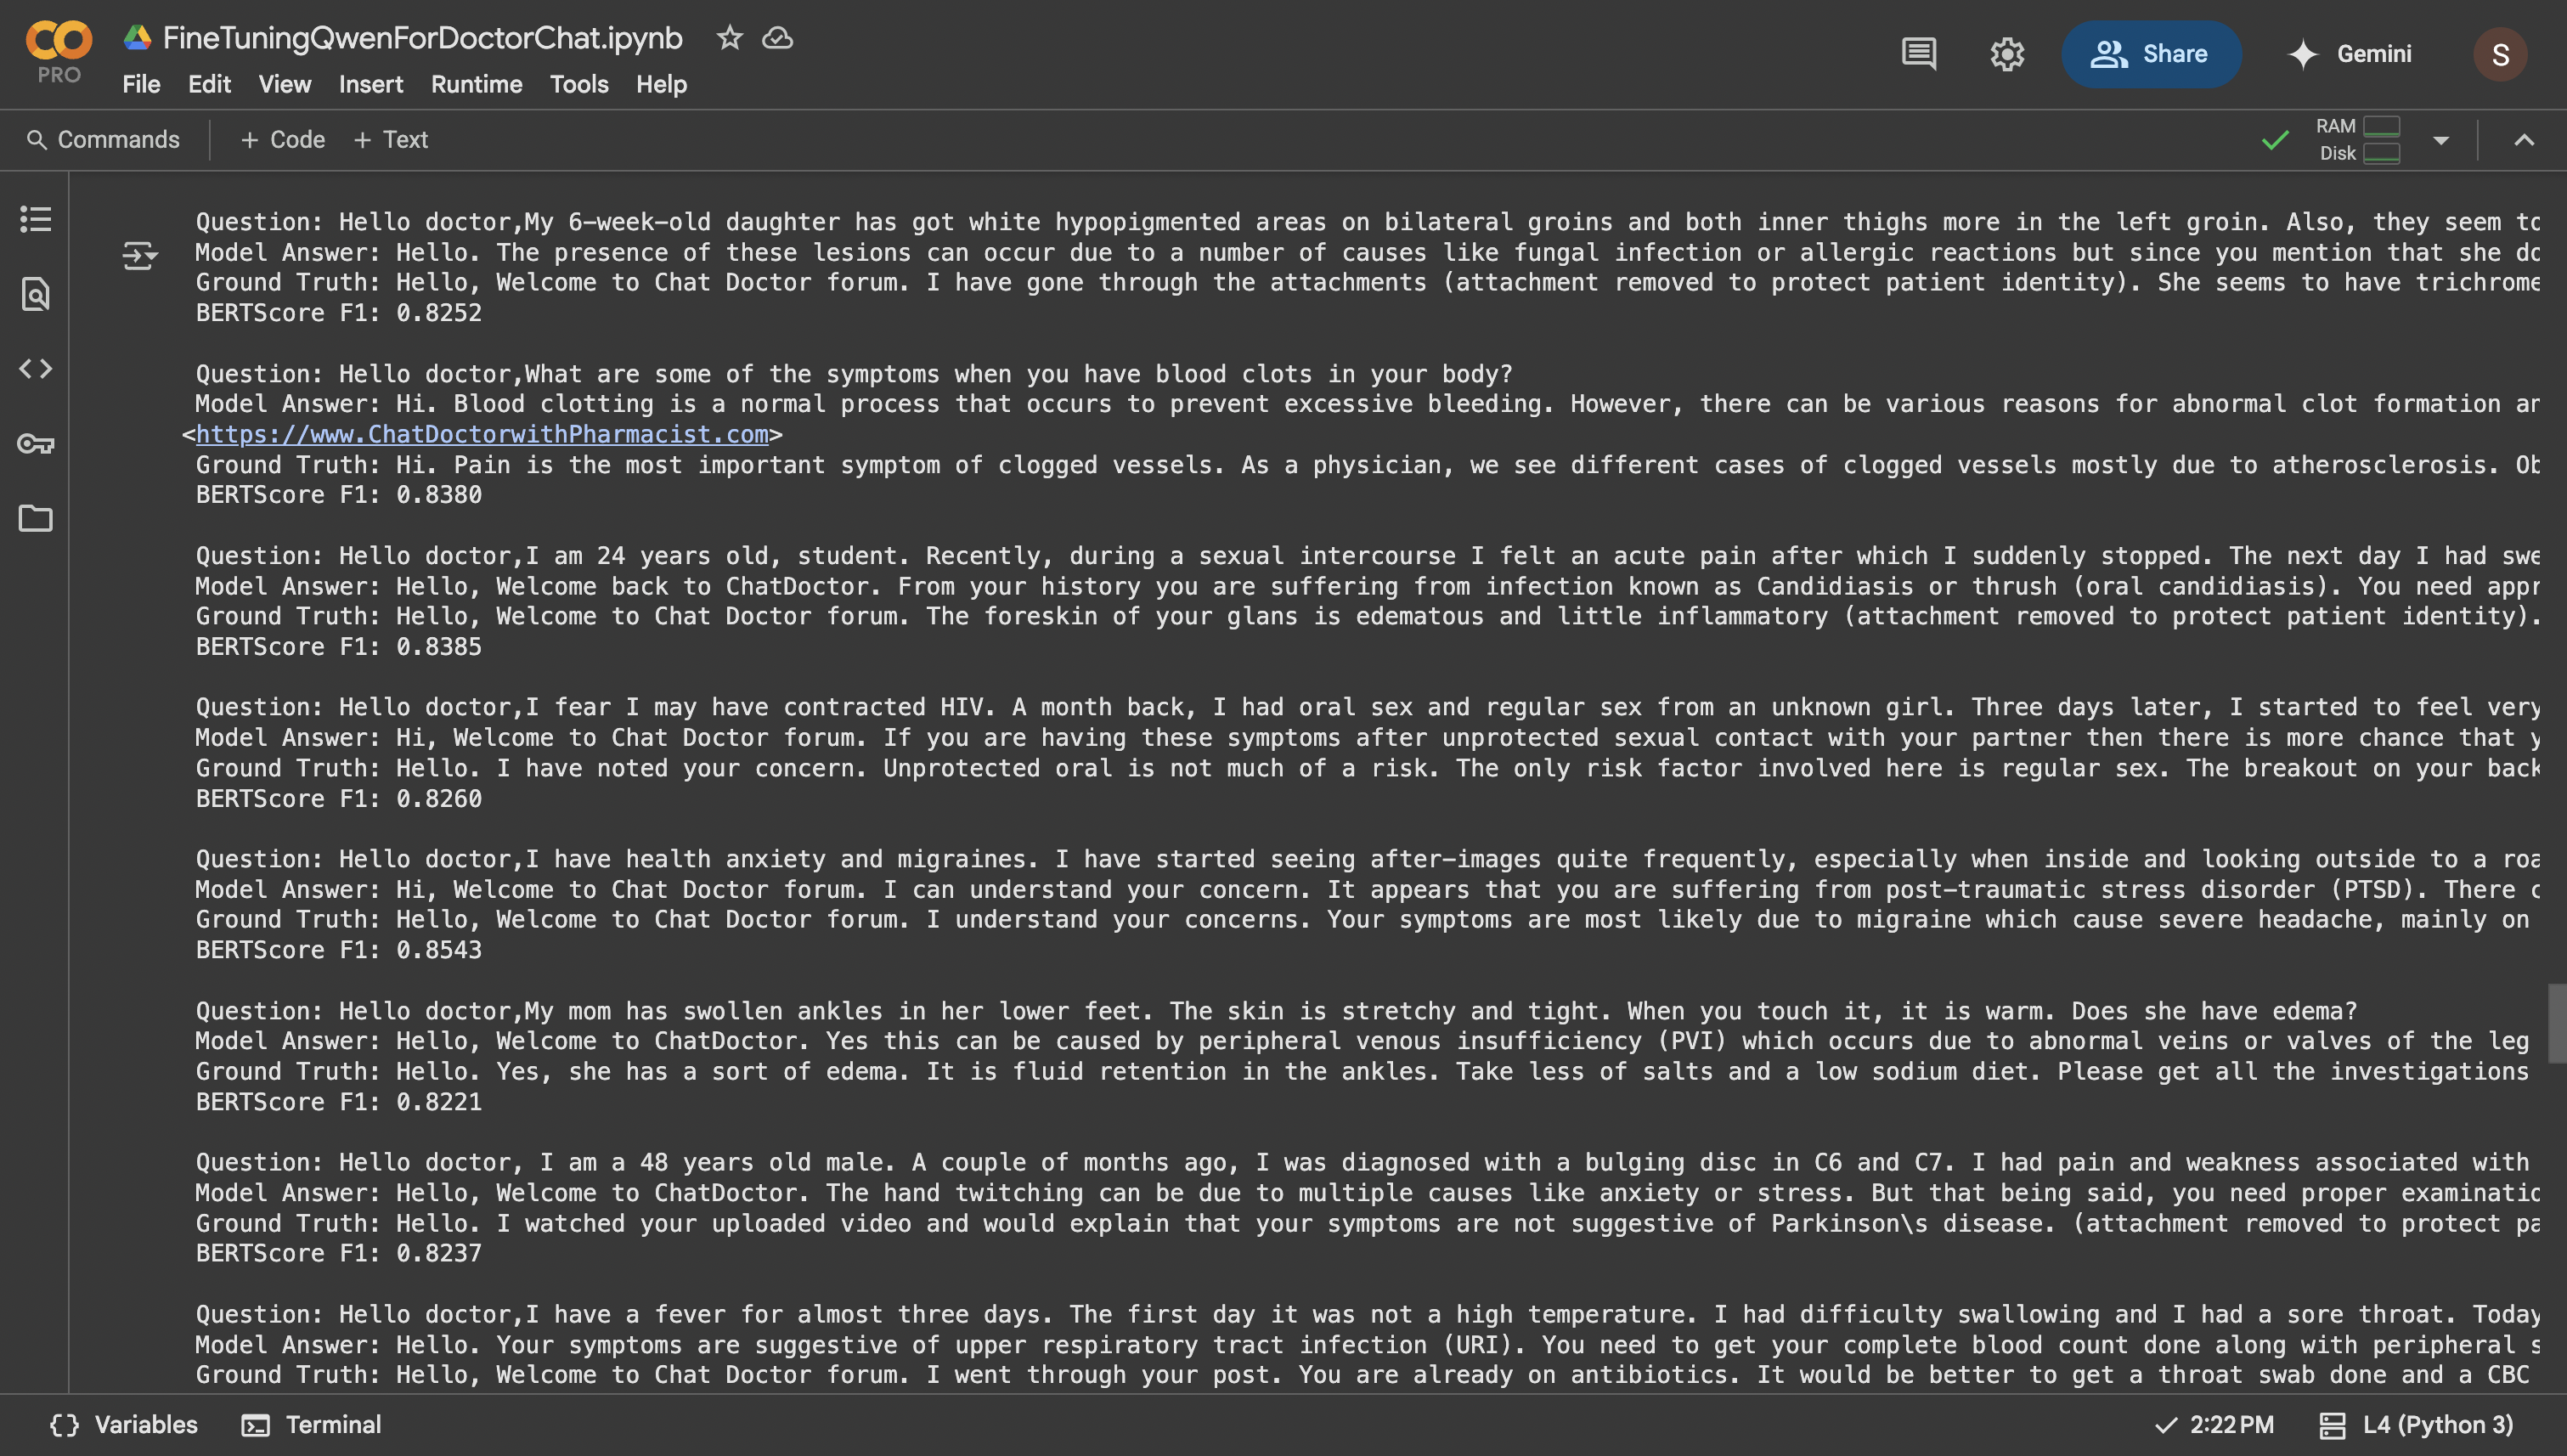 CO
PRO
FineTuningQwenForDoctorChat.ipynb
File Edit View Insert Runtime Tools Help
Share
Gemini
S
Commands + Code + Text
RAM
Disk
Question: Hello doctor,My 6-week-old daughter has got white hypopigmented areas on bilateral groins and both inner thighs more in the left groin. Also, they seem to
Model Answer: Hello. The presence of these lesions can occur due to a number of causes like fungal infection or allergic reactions but since you mention that she do
Ground Truth: Hello, Welcome to Chat Doctor forum. I have gone through the attachments (attachment removed to protect patient identity). She seems to have trichrome
BERTScore F1: 0.8252
Question: Hello doctor,What are some of the symptoms when you have blood clots in your body?
Model Answer: Hi. Blood clotting is a normal process that occurs to prevent excessive bleeding. However, there can be various reasons for abnormal clot formation an
<https://www.ChatDoctorwithPharmacist.com>
Ground Truth: Hi. Pain is the most important symptom of clogged vessels. As a physician, we see different cases of clogged vessels mostly due to atherosclerosis. Ob
BERTScore F1: 0.8380
Question: Hello doctor,I am 24 years old, student. Recently, during a sexual intercourse I felt an acute pain after which I suddenly stopped. The next day I had swe
Model Answer: Hello, Welcome back to ChatDoctor. From your history you are suffering from infection known as Candidiasis or thrush (oral candidiasis). You need appr
Ground Truth: Hello, Welcome to Chat Doctor forum. The foreskin of your glans is edematous and little inflammatory (attachment removed to protect patient identity).
BERTScore F1: 0.8385
Question: Hello doctor,I fear I may have contracted HIV. A month back, I had oral sex and regular sex from an unknown girl. Three days later, I started to feel very
Model Answer: Hi, Welcome to Chat Doctor forum. If you are having these symptoms after unprotected sexual contact with your partner then there is more chance that y
Ground Truth: Hello. I have noted your concern. Unprotected oral is not much of a risk. The only risk factor involved here is regular sex. The breakout on your back
BERTScore F1: 0.8260
Question: Hello doctor,I have health anxiety and migraines. I have started seeing after-images quite frequently, especially when inside and looking outside to a roa
Model Answer: Hi, Welcome to Chat Doctor forum. I can understand your concern. It appears that you are suffering from post-traumatic stress disorder (PTSD). There c
Ground Truth: Hello, Welcome to Chat Doctor forum. I understand your concerns. Your symptoms are most likely due to migraine which cause severe headache, mainly on
BERTScore F1: 0.8543
Question: Hello doctor,My mom has swollen ankles in her lower feet. The skin is stretchy and tight. When you touch it, it is warm. Does she have edema?
Model Answer: Hello, Welcome to ChatDoctor. Yes this can be caused by peripheral venous insufficiency (PVI) which occurs due to abnormal veins or valves of the leg
Ground Truth: Hello. Yes, she has a sort of edema. It is fluid retention in the ankles. Take less of salts and a low sodium diet. Please get all the investigations
BERTScore F1: 0.8221
Question: Hello doctor, I am a 48 years old male. A couple of months ago, I was diagnosed with a bulging disc in C6 and C7. I had pain and weakness associated with
Model Answer: Hello, Welcome to ChatDoctor. The hand twitching can be due to multiple causes like anxiety or stress. But that being said, you need proper examinatio
Ground Truth: Hello. I watched your uploaded video and would explain that your symptoms are not suggestive of Parkinson\s disease. (attachment removed to protect pa
BERTScore F1: 0.8237
Question: Hello doctor,I have a fever for almost three days. The first day it was not a high temperature. I had difficulty swallowing and I had a sore throat. Today
Model Answer: Hello. Your symptoms are suggestive of upper respiratory tract infection (URI). You need to get your complete blood count done along with peripheral s
Ground Truth: Hello, Welcome to Chat Doctor forum. I went through your post. You are already on antibiotics. It would be better to get a throat swab done and a CBC
Variables Terminal
2:22 PM L4 (Python 3)